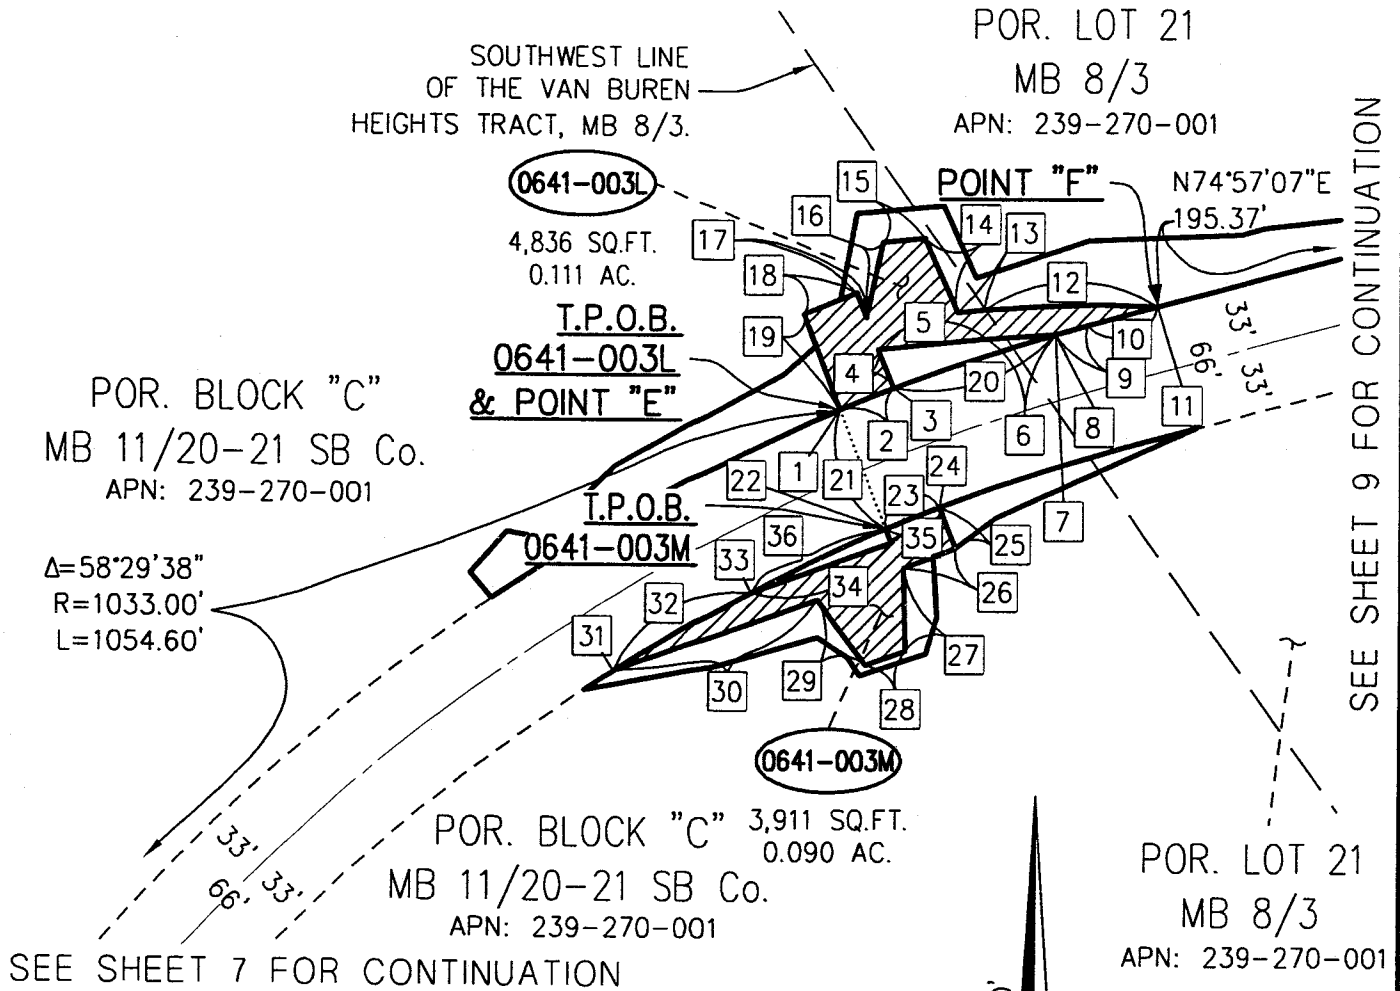 POR. LOT 21
MB 8/3
APN: 239-270-001
SOUTHWEST LINE
OF THE VAN BUREN
HEIGHTS TRACT, MB 8/3.
0641-003L
4,836 SQ.FT.
0.111 AC.
15
16
17
18
19
14
13
12
POINT "F"
N74°57'07"E
195.37'
SEE SHEET 9 FOR CONTINUATION
T.P.O.B.
0641-003L
& POINT "E"
5
4
10
9
20
3
2
6
8
11
33'
66'
33'
POR. BLOCK "C"
MB 11/20-21 SB Co.
APN: 239-270-001
1
21
22
23
24
7
25
T.P.O.B.
0641-003M
36
35
33
34
26
32
31
30
29
28
27
Δ=58°29'38"
R=1033.00'
L=1054.60'
0641-003M
3,911 SQ.FT.
0.090 AC.
33'
66'
33'
POR. BLOCK "C"
MB 11/20-21 SB Co.
APN: 239-270-001
POR. LOT 21
MB 8/3
APN: 239-270-001
SEE SHEET 7 FOR CONTINUATION